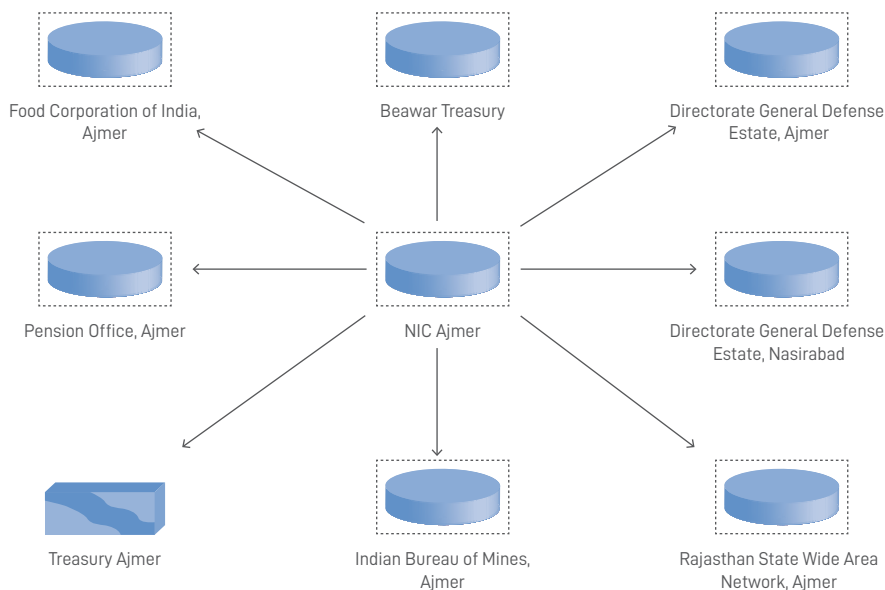 Food Corporation of India,
Ajmer
Beawar Treasury
Directorate General Defense
Estate, Ajmer
Pension Office, Ajmer
NIC Ajmer
Directorate General Defense
Estate, Nasirabad
Treasury Ajmer
Indian Bureau of Mines,
Ajmer
Rajasthan State Wide Area
Network, Ajmer